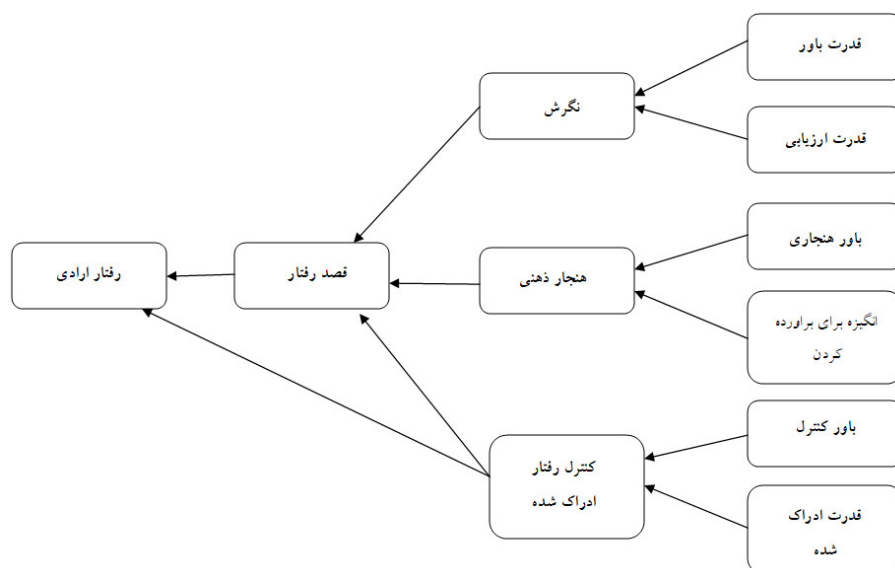 قدرت باور
نگرش
قدرت ارزیابی
باور هنجاری
هنجار ذهنی
قصد رفتار
رفتار ارادی
انگیزه برای براورده
کردن
باور کنترل
کنترل رفتار
ادراک شده
قدرت ادراک
شده